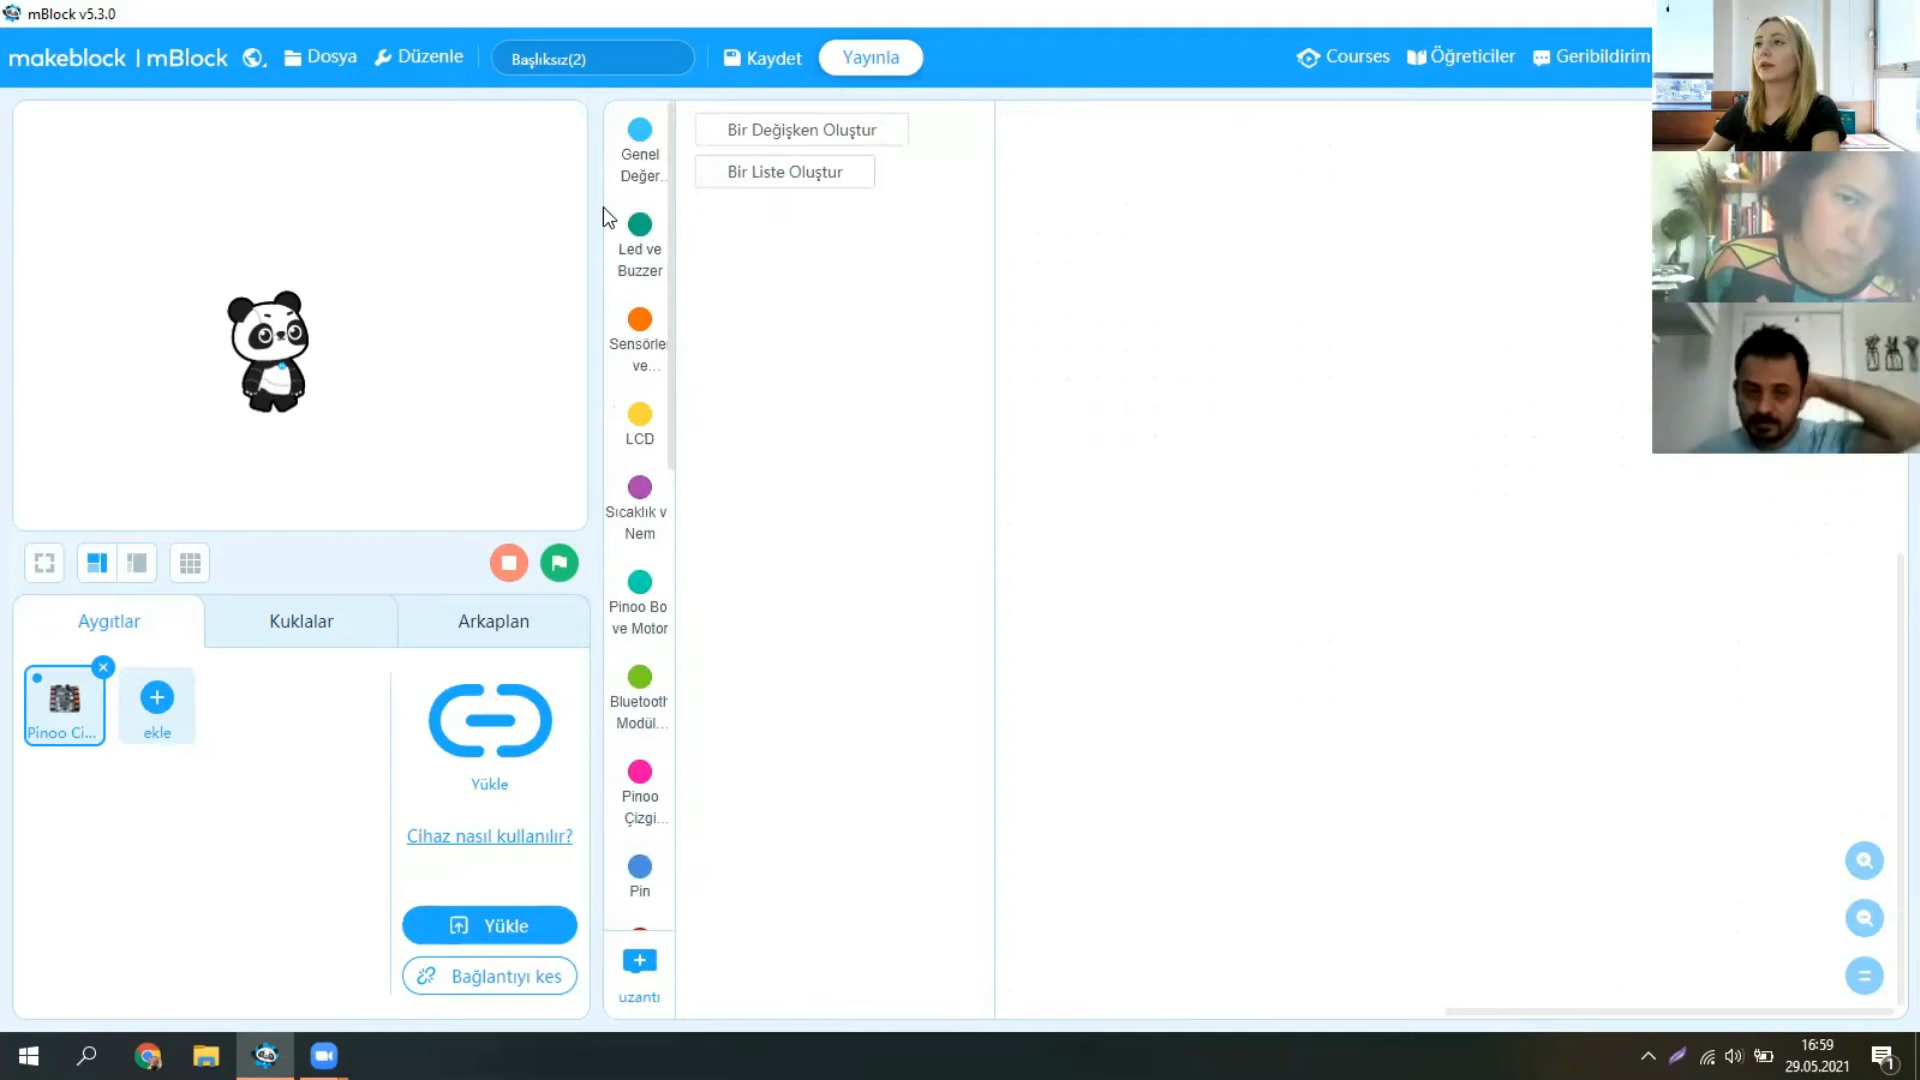 mBlock v5.3.0
makeblock | mBlock
Dosya
Düzenle
Başlıksız(2)
Kaydet
Yayınla
Courses
Öğreticiler
Geribildirim
Genel
Değer..
Led ve
Buzzer
Sensörle
ve...
LCD
Sıcaklık v
Nem
Pinoo Bo
ve Motor
Bluetooth
Modül...
Pinoo
Çizgi...
Pin
uzantı
Bir Değişken Oluştur
Bir Liste Oluştur
Aygıtlar
Kuklalar
Arkaplan
Pinoo Ci...
ekle
Yükle
Cihaz nasıl kullanılır?
Yükle
Bağlantıyı kes
16:59
29.05.2021
1